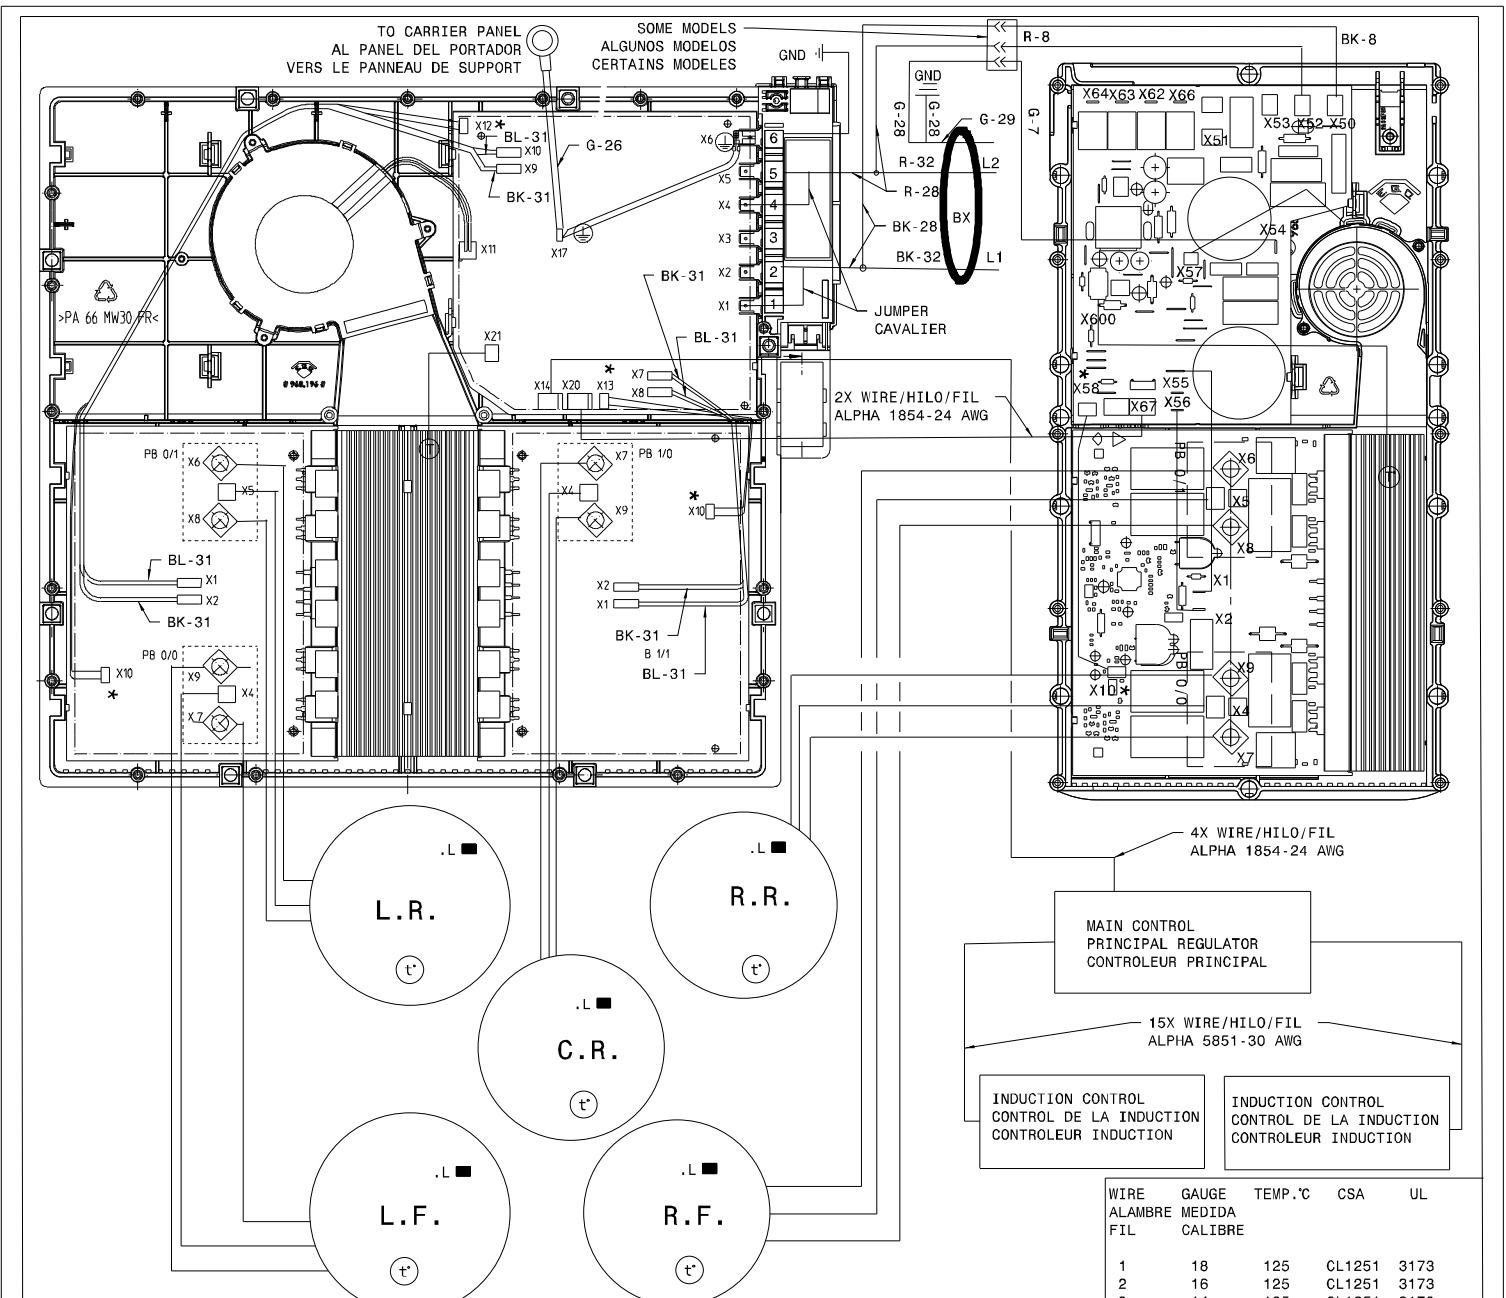 TO CARRIER PANEL
AL PANEL DEL PORTADOR
VERS LE PANNEAU DE SUPPORT
SOME MODELS
ALGUNOS MODELOS
CERTAINS MODELES
GND
R-8
BK-8
GND
G-28
G-28
G-29
G-7
X64 X63 X62 X66
X53 X52 X50
X51
X12 *
BL-31
X10
X9
BK-31
G-26
X6
6
X5
5
X4
4
X3
3
X2
2
X1
1
R-32
L2
R-28
BX
BK-28
BK-32
L1
X54
X57
X11
X17
BK-31
>PA 66 MW30 FR<
JUMPER
CAVALIER
X600
X21
BL-31
*
X7
X8
X14 X20 X13
2X WIRE/HILO/FIL
ALPHA 1854-24 AWG
*
X58
X55
X67 X56
PB 0/1
X6
X5
X8
X7
PB 1/0
X4
X9
*
X10
PB 0/0
X6
X5
X8
BL-31
X1
X2
BK-31
X2
X1
BK-31
B 1/1
BL-31
X1
X2
PB 0/0
X9
X4
X7
X10
*
X10 *
PB 0/0
X9
X4
X7
.L
L.R.
t°
.L
R.R.
t°
4X WIRE/HILO/FIL
ALPHA 1854-24 AWG
MAIN CONTROL
PRINCIPAL REGULATOR
CONTROLEUR PRINCIPAL
.L
C.R.
t°
15X WIRE/HILO/FIL
ALPHA 5851-30 AWG
INDUCTION CONTROL
CONTROL DE LA INDUCTION
CONTROLEUR INDUCTION
INDUCTION CONTROL
CONTROL DE LA INDUCTION
CONTROLEUR INDUCTION
.L
L.F.
t°
.L
R.F.
t°
WIRE GAUGE TEMP.°C CSA UL
ALAMBRE MEDIDA
FIL CALIBRE
1 18 125 CL1251 3173
2 16 125 CL1251 3173